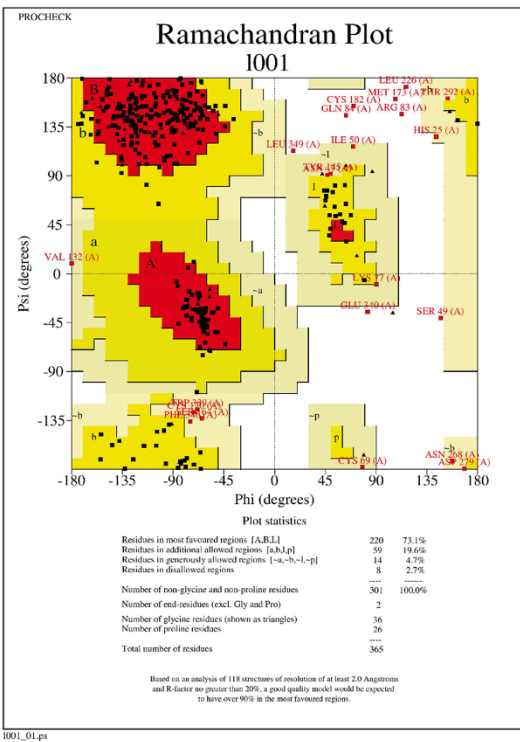 PROCHECK
Ramachandran Plot
1001
B
b
~b
~b
b
LEU 226 (A)
MET 173 (A)
THR 292 (A)
CYS 182 (A)
GLN 84 (A)
ARG 83 (A)
HIS 25 (A)
ILE 50 (A)
LEU 349 (A)
~l
l
L
a
A
~a
VAL 132 (A)
LYS 77 (A)
GLU 340 (A)
SER 49 (A)
~b
b
~p
p
~b
CYS 69 (A)
ASN 268 (A)
ASP 279 (A)
180
135
90
45
0
-45
-90
-135
-180
Psi (degrees)
-180 -135 -90 -45 0 45 90 135 180
Phi (degrees)
Plot statistics
Residues in most favoured regions [A,B,L] 220 73.1%
Residues in additional allowed regions [a,b,l,p] 59 19.6%
Residues in generously allowed regions [~a,~b,~l,~p] 14 4.7%
Residues in disallowed regions 8 2.7%
---- ------
Number of non-glycine and non-proline residues 301 100.0%
Number of end-residues (excl. Gly and Pro) 2
Number of glycine residues (shown as triangles) 36
Number of proline residues 26
----
Total number of residues 365
Based on an analysis of 118 structures of resolution of at least 2.0 Angstroms
and R-factor no greater than 20%, a good quality model would be expected
to have over 90% in the most favoured regions.
1001_01.ps